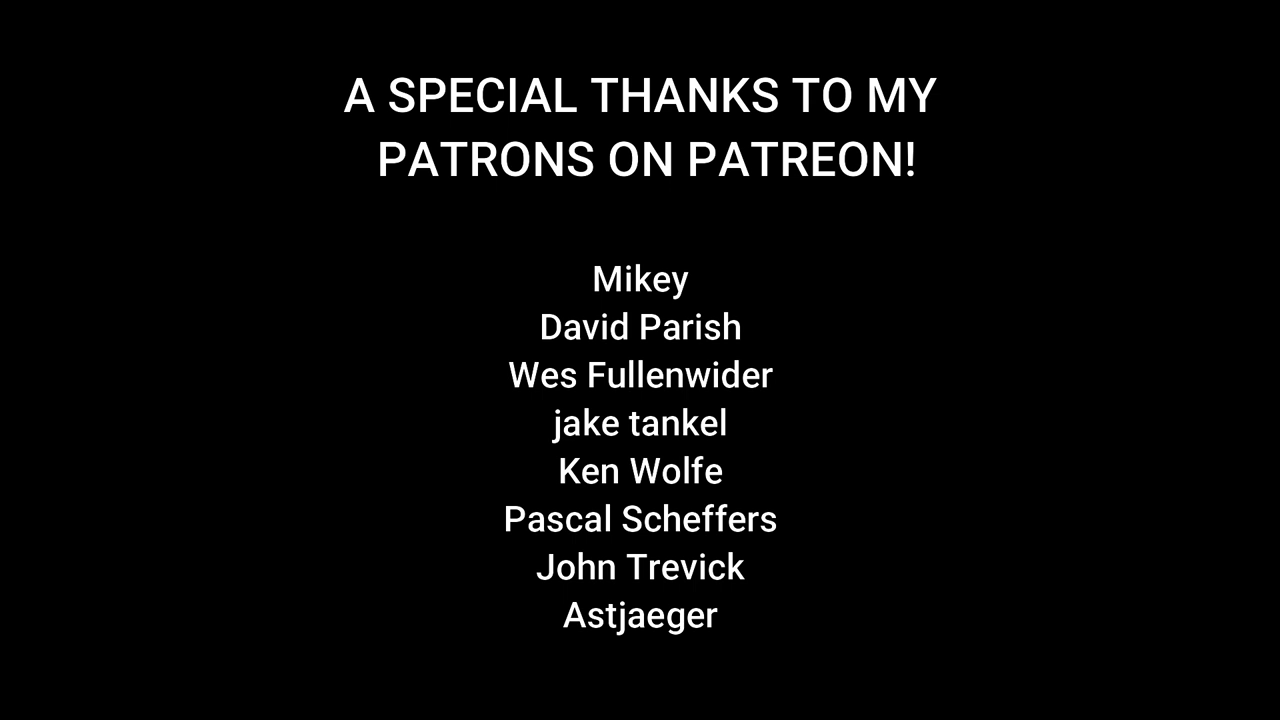 A SPECIAL THANKS TO MY
PATRONS ON PATREON!
Mikey
David Parish
Wes Fullenwider
jake tankel
Ken Wolfe
Pascal Scheffers
John Trevick
Astjaeger